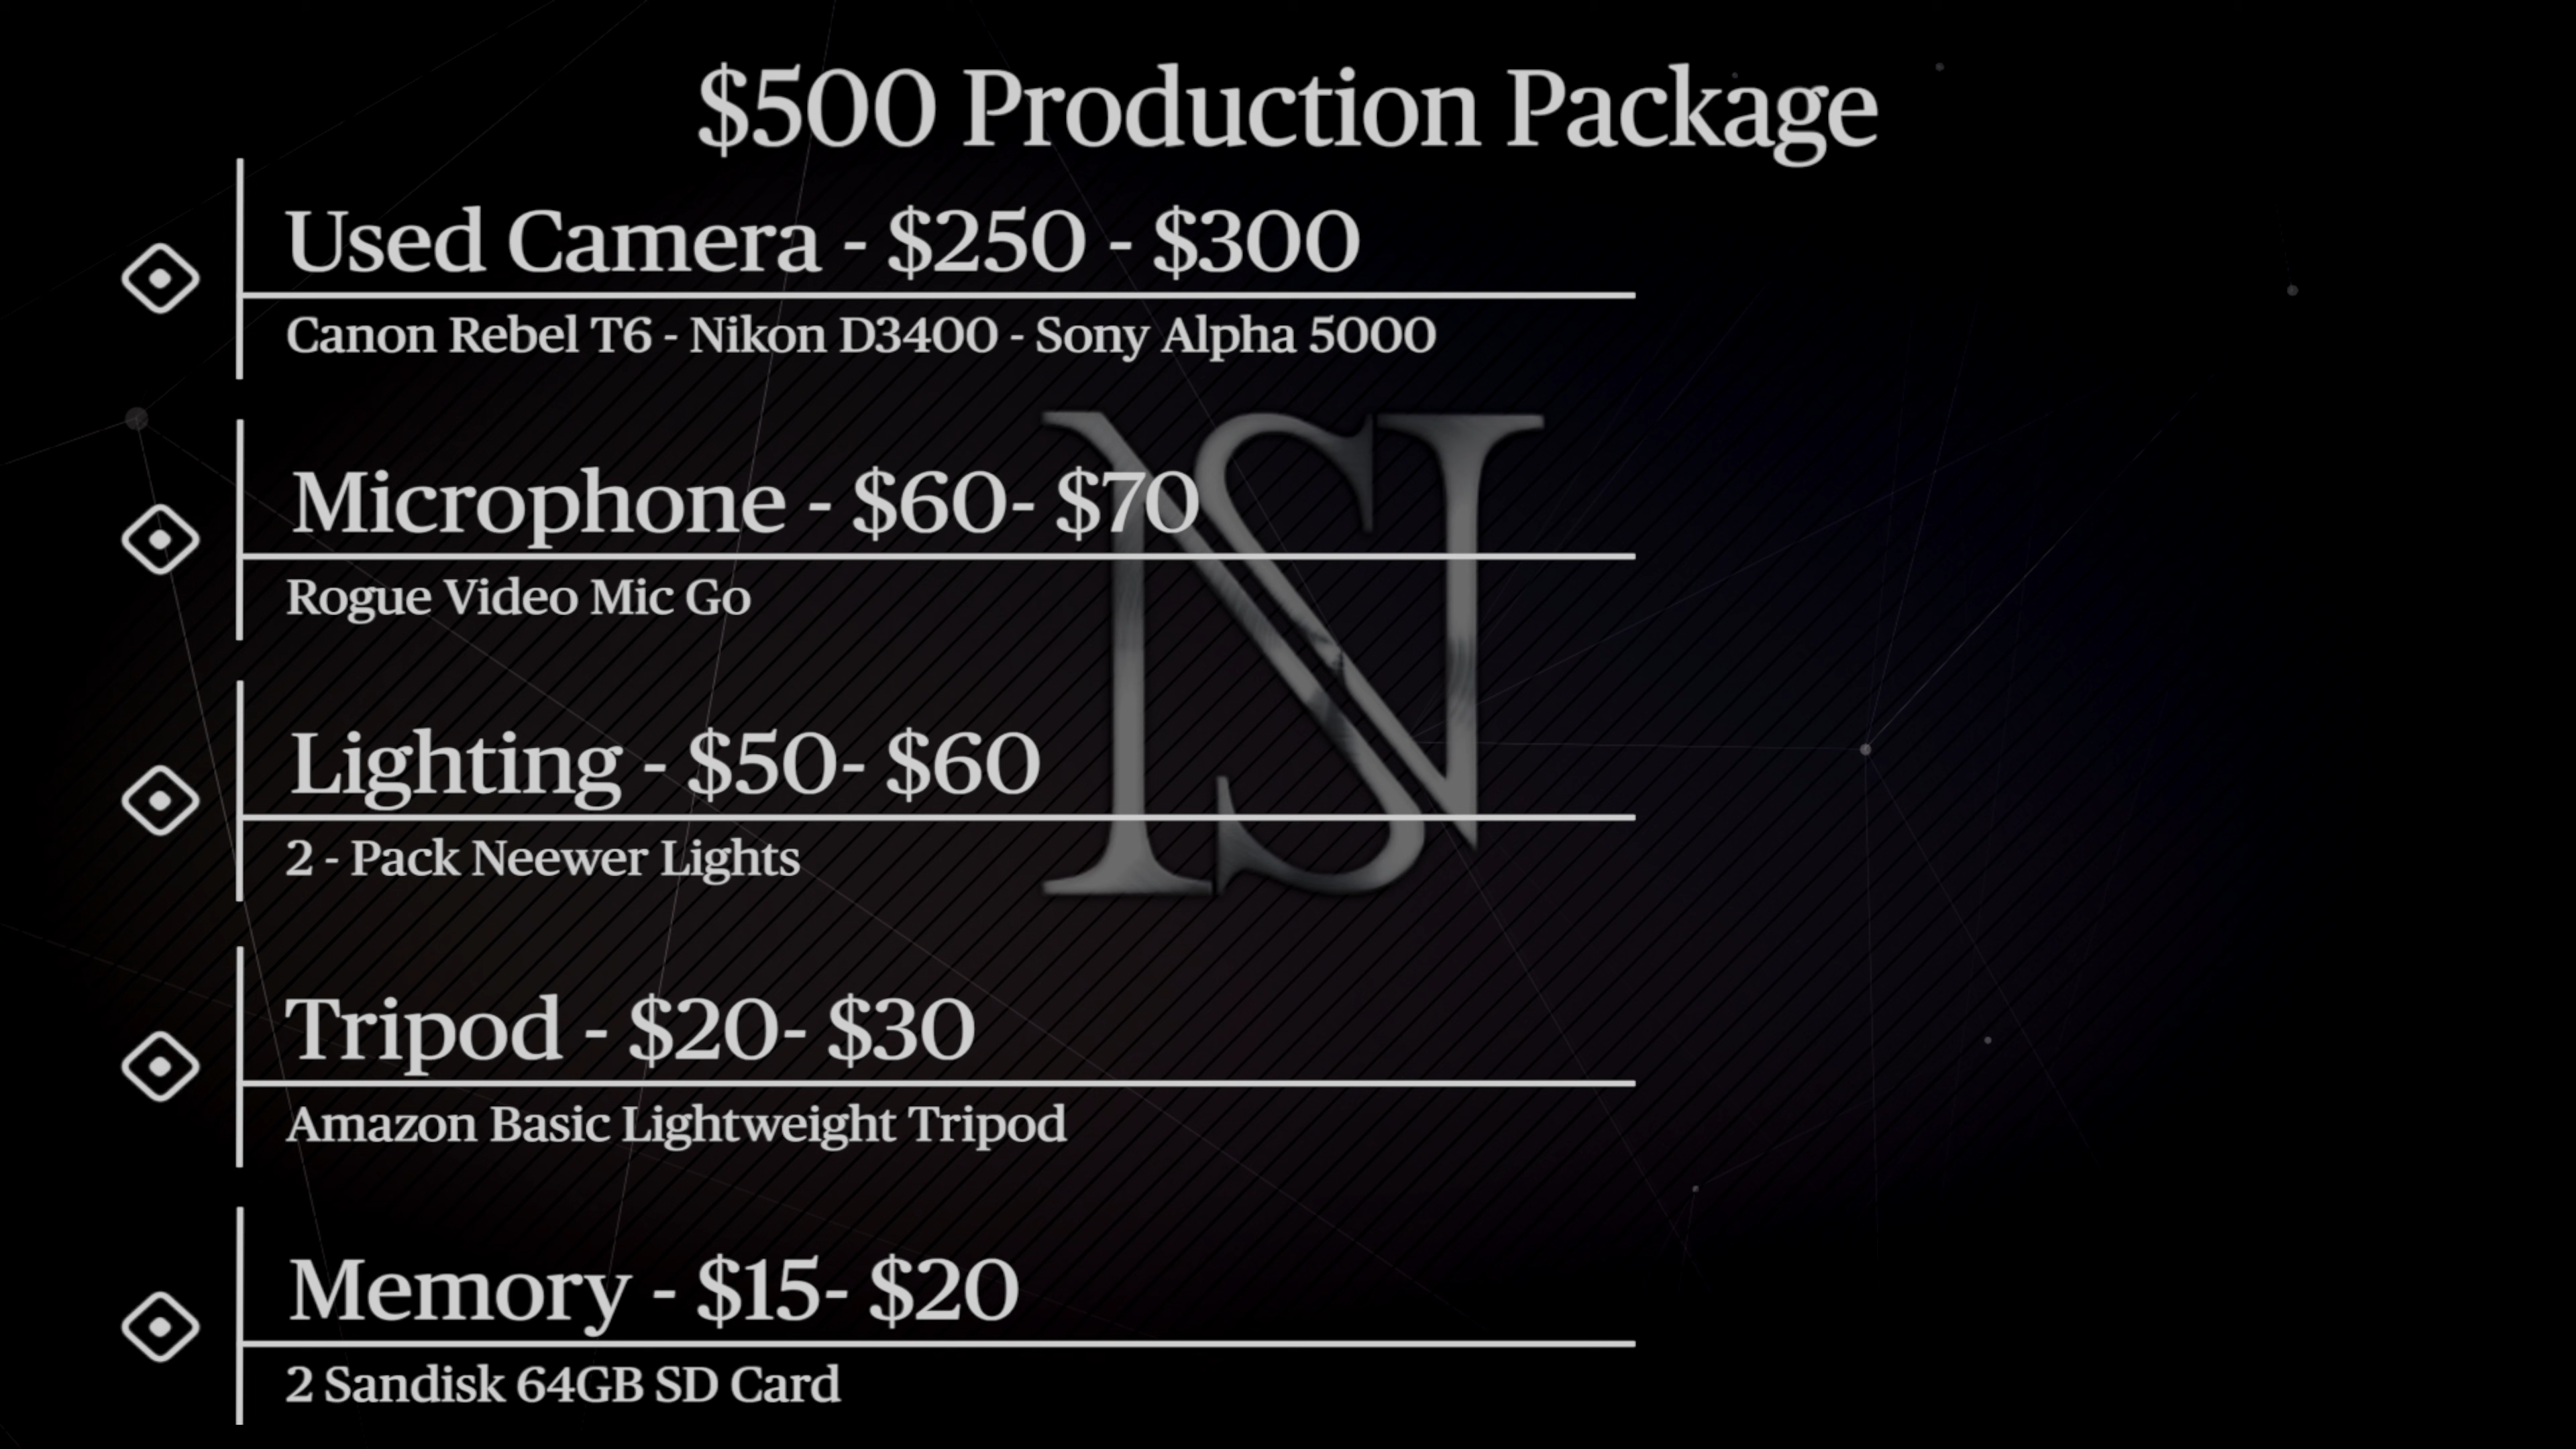 $500 Production Package
Used Camera - $250 - $300
Canon Rebel T6 - Nikon D3400 - Sony Alpha 5000
Microphone - $60- $70
Rogue Video Mic Go
Lighting - $50- $60
2 - Pack Neewer Lights
Tripod - $20- $30
Amazon Basic Lightweight Tripod
Memory - $15- $20
2 Sandisk 64GB SD Card
NS